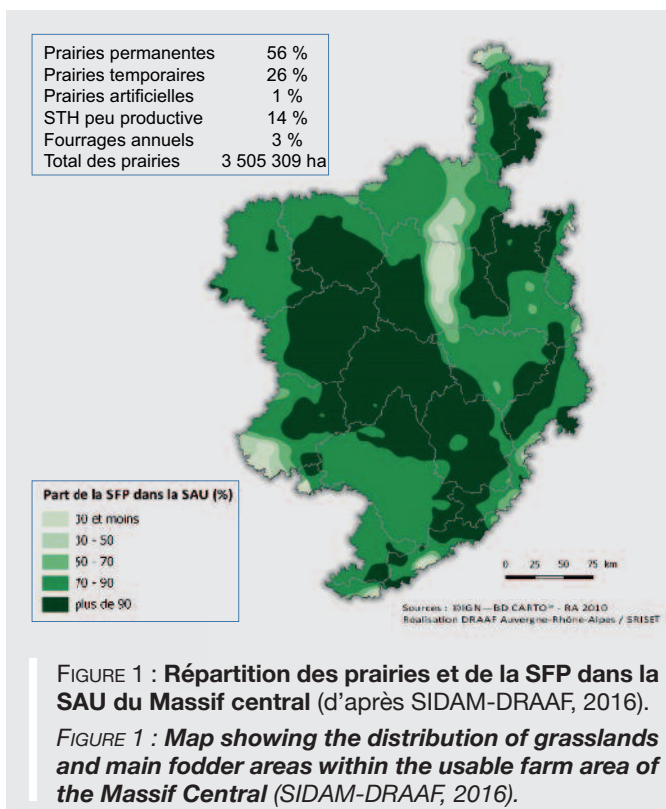 Prairies permanentes 56 %
Prairies temporaires 26 %
Prairies artificielles 1 %
STH peu productive 14 %
Fourrages annuels 3 %
Total des prairies 3 505 309 ha
Part de la SFP dans la SAU (%)
30 et moins
30 - 50
50 - 70
70 - 90
plus de 90
0 25 50 75 km
Sources : ©IGN—BD CARTO® - RA 2010
Réalisation DRAAF Auvergne-Rhône-Alpes / SRISET
FIGURE 1 : Répartition des prairies et de la SFP dans la
SAU du Massif central (d'après SIDAM-DRAAF, 2016).
FIGURE 1 : Map showing the distribution of grasslands
and main fodder areas within the usable farm area of
the Massif Central (SIDAM-DRAAF, 2016).